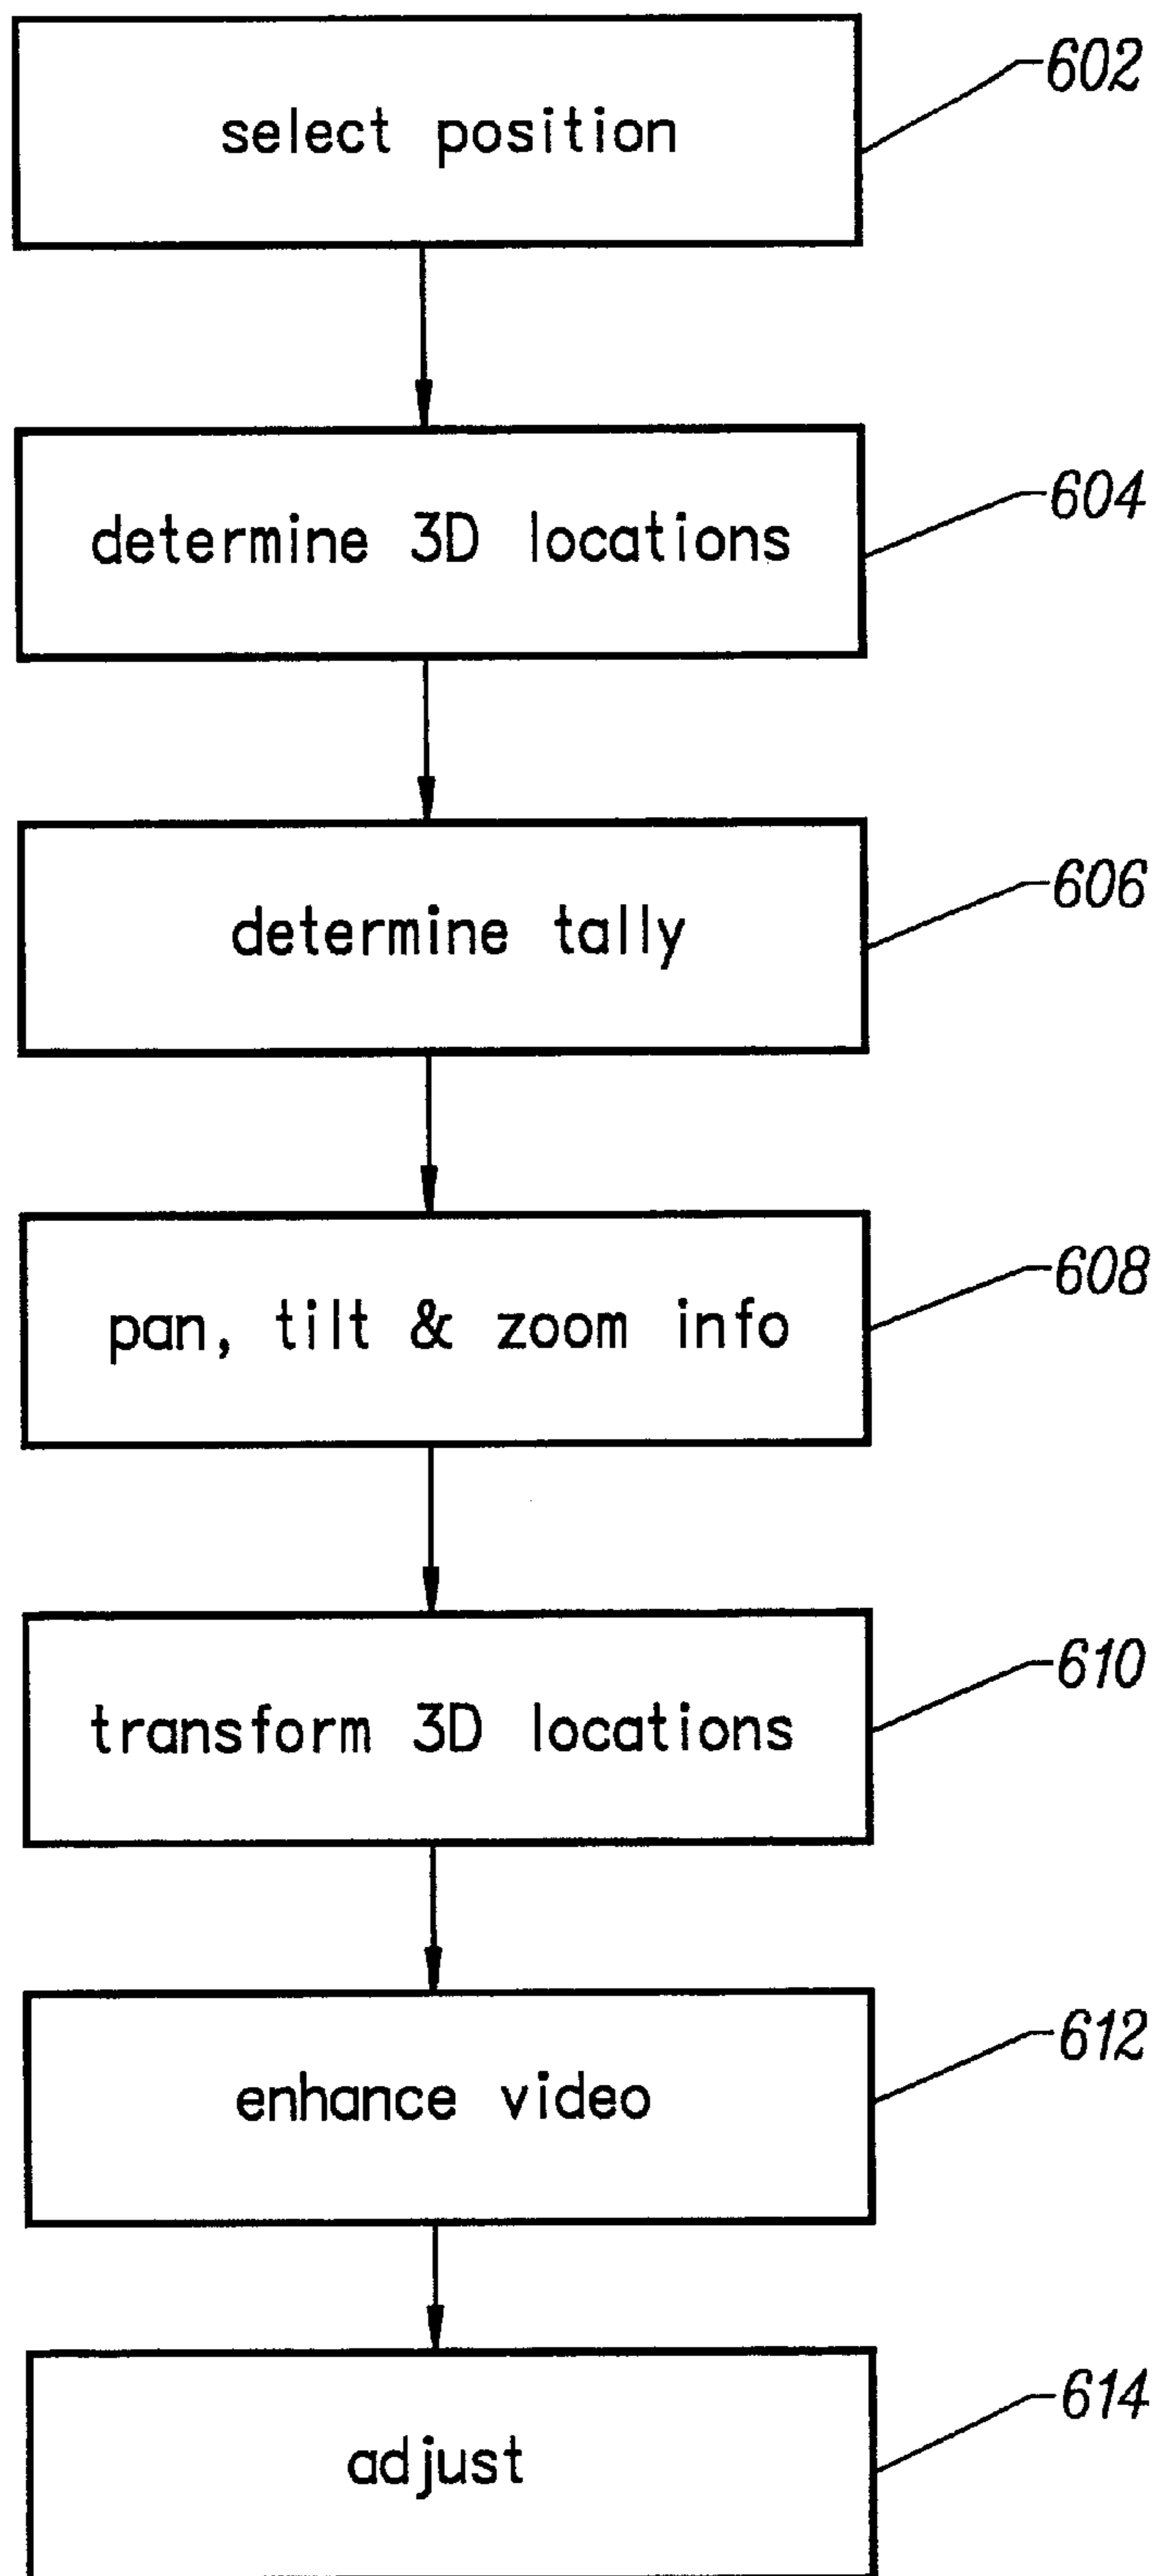 select position
602
determine 3D locations
604
determine tally
606
pan, tilt & zoom info
608
transform 3D locations
610
enhance video
612
adjust
614